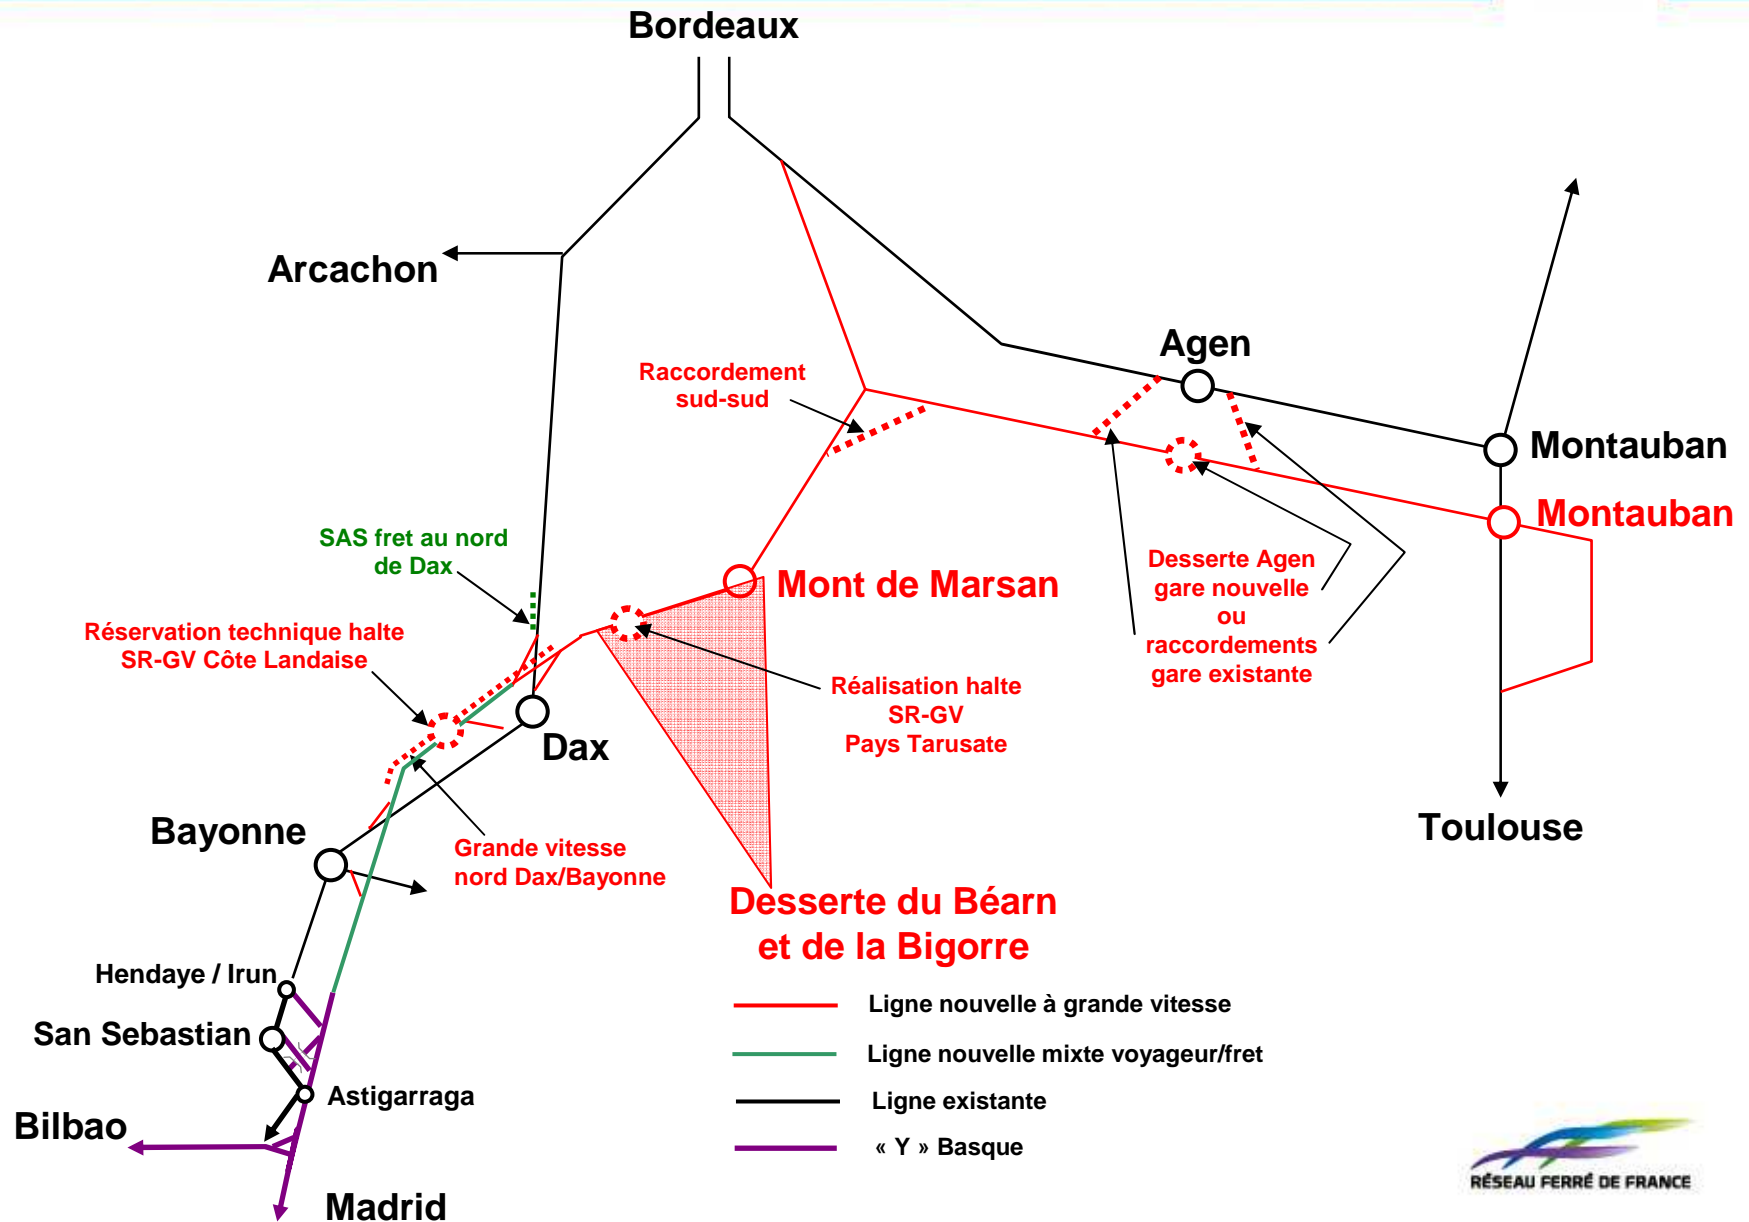 Bordeaux
Arcachon
Agen
Raccordement
sud-sud
Montauban
Montauban
SAS fret au nord
de Dax
Desserte Agen
gare nouvelle
ou
raccordements
gare existante
Mont de Marsan
Réservation technique halte
SR-GV Côte Landaise
Réalisation halte
SR-GV
Pays Tarusate
Dax
Bayonne
Grande vitesse
nord Dax/Bayonne
Toulouse
Desserte du Béarn
et de la Bigorre
Hendaye / Irun
San Sebastian
Astigarraga
Bilbao
Madrid
Ligne nouvelle à grande vitesse
Ligne nouvelle mixte voyageur/fret
Ligne existante
« Y » Basque
RÉSEAU FERRÉ DE FRANCE